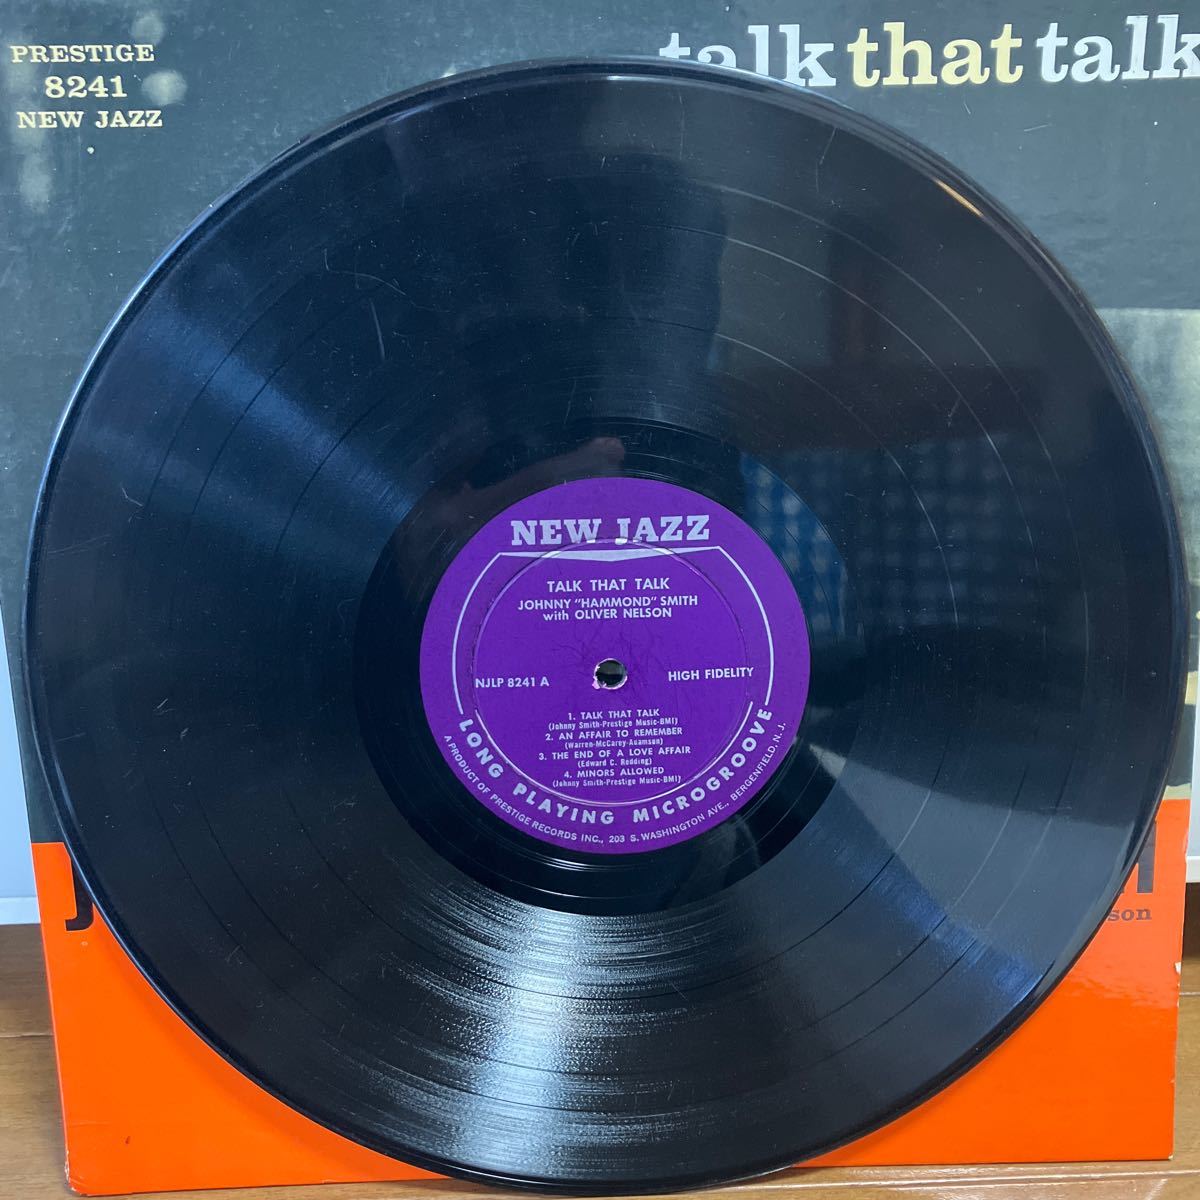 PRESTIGE
8241
NEW JAZZ
talk that talk
NEW JAZZ
TALK THAT TALK
JOHNNY "HAMMOND" SMITH
with OLIVER NELSON
NJLP 8241 A
HIGH FIDELITY
1. TALK THAT TALK
(Johnny Smith-Prestige Music-BMI)
2. AN AFFAIR TO REMEMBER
(Warren-McCarey-Auamson)
3. THE END OF A LOVE AFFAIR
(Edward C. Redding)
4. MINORS ALLOWED
(Johnny Smith-Prestige Music-BMI)
LONG PLAYING MICROGROOVE
A PRODUCT OF PRESTIGE RECORDS INC., 203 S. WASHINGTON AVE., BERGENFIELD, N. J.
son